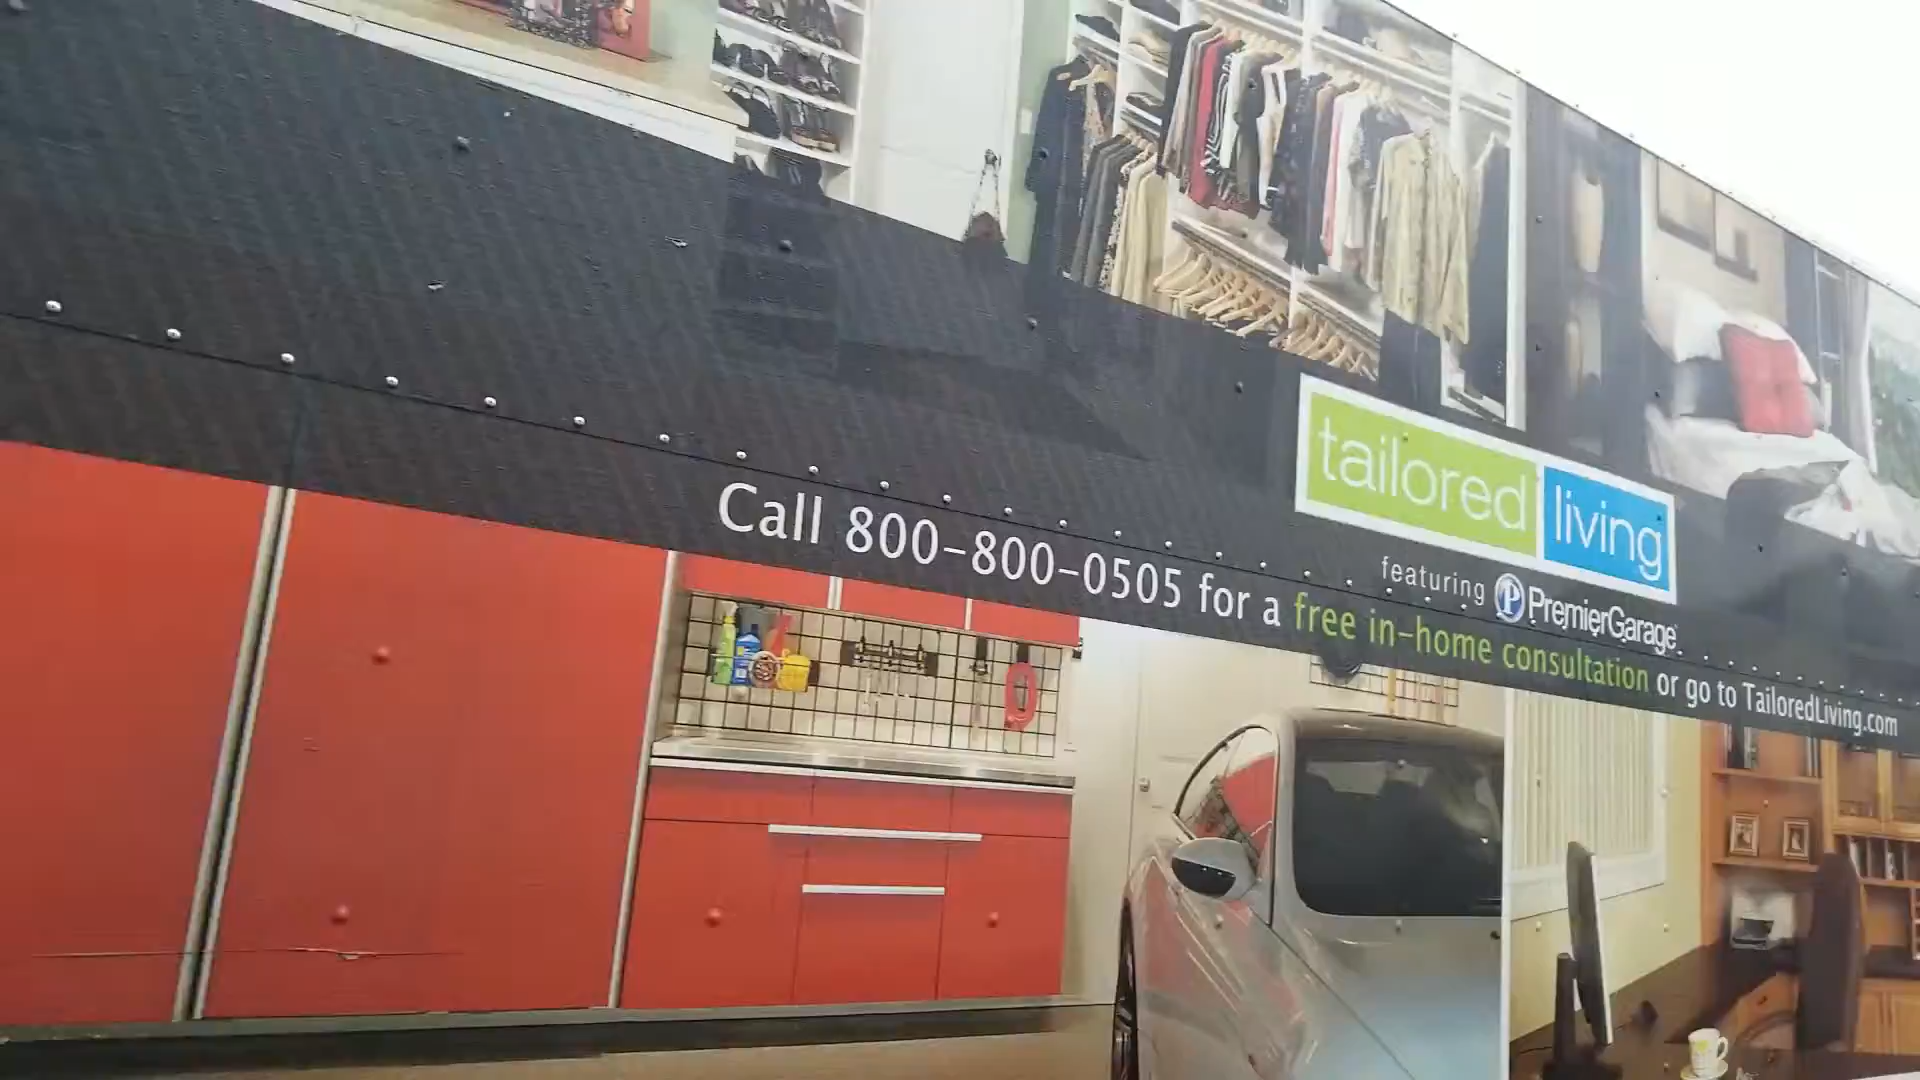 tailored living
featuring PremierGarage
Call 800-800-0505 for a free in-home consultation or go to TailoredLiving.com